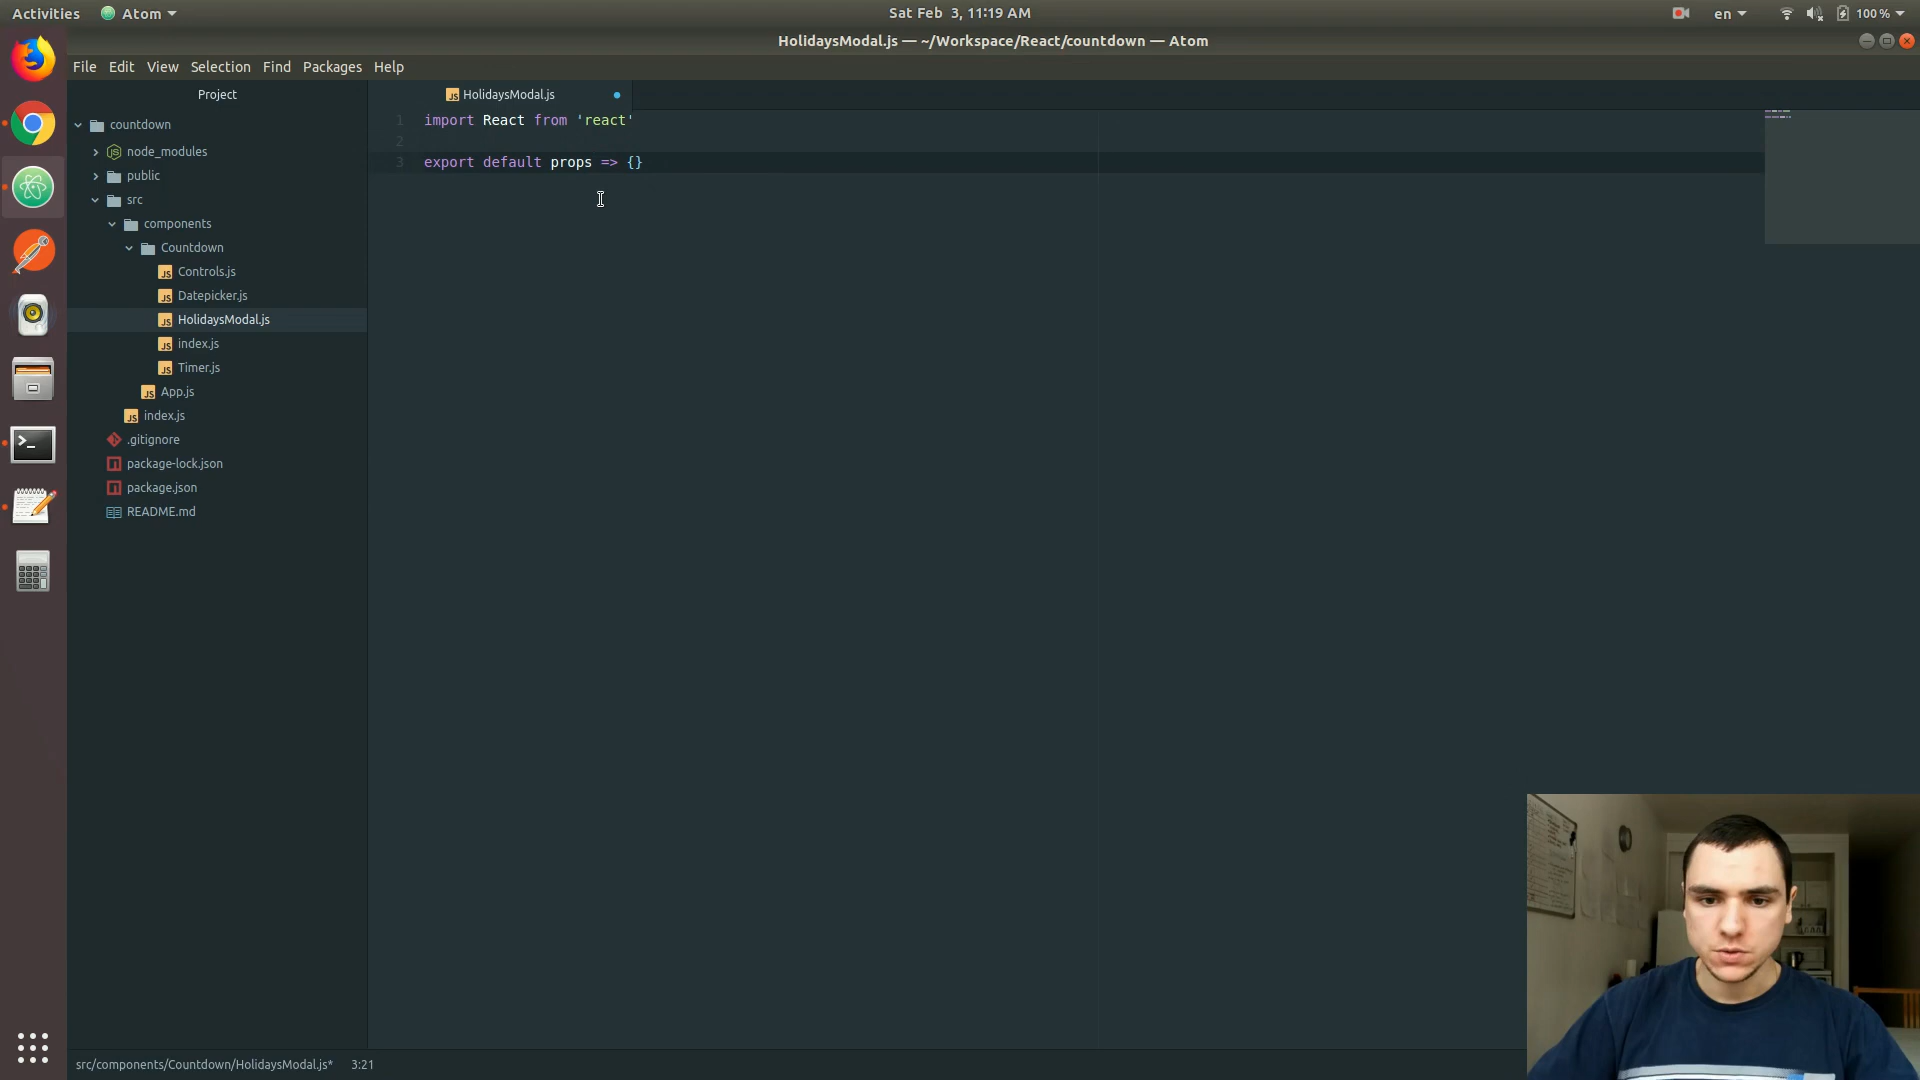 Activities Atom Sat Feb 3, 11:19 AM en 100 %
HolidaysModal.js — ~/Workspace/React/countdown — Atom
File Edit View Selection Find Packages Help
Project
HolidaysModal.js
countdown
node_modules
public
src
components
Countdown
Controls.js
Datepicker.js
HolidaysModal.js
index.js
Timer.js
App.js
index.js
.gitignore
package-lock.json
package.json
README.md
1 import React from 'react'
2
3 export default props => {}
src/components/Countdown/HolidaysModal.js* 3:21